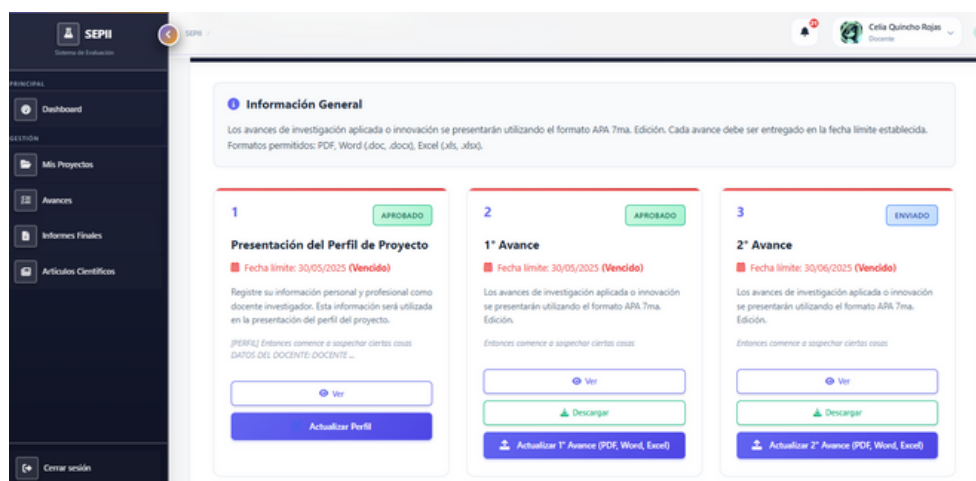 SEPII
Sistema de Evaluación
SEPII /
21
Celia Quincho Rojas
Docente
PRINCIPAL
Dashboard
GESTIÓN
Mis Proyectos
Avances
Informes Finales
Artículos Científicos
Cerrar sesión
Información General
Los avances de investigación aplicada o innovación se presentarán utilizando el formato APA 7ma. Edición. Cada avance debe ser entregado en la fecha límite establecida.
Formatos permitidos: PDF, Word (.doc, .docx), Excel (.xls, .xlsx).
1
APROBADO
Presentación del Perfil de Proyecto
Fecha límite: 30/05/2025 (Vencido)
Registre su información personal y profesional como
docente investigador. Esta información será utilizada
en la presentación del perfil del proyecto.
[PERFIL] Entonces comence a sospechar ciertas cosas
DATOS DEL DOCENTE: DOCENTE ...
Ver
Actualizar Perfil
2
APROBADO
1° Avance
Fecha límite: 30/05/2025 (Vencido)
Los avances de investigación aplicada o innovación
se presentarán utilizando el formato APA 7ma.
Edición.
Entonces comence a sospechar ciertas cosas
Ver
Descargar
Actualizar 1° Avance (PDF, Word, Excel)
3
ENVIADO
2° Avance
Fecha límite: 30/06/2025 (Vencido)
Los avances de investigación aplicada o innovación
se presentarán utilizando el formato APA 7ma.
Edición.
Entonces comence a sospechar ciertas cosas
Ver
Descargar
Actualizar 2° Avance (PDF, Word, Excel)